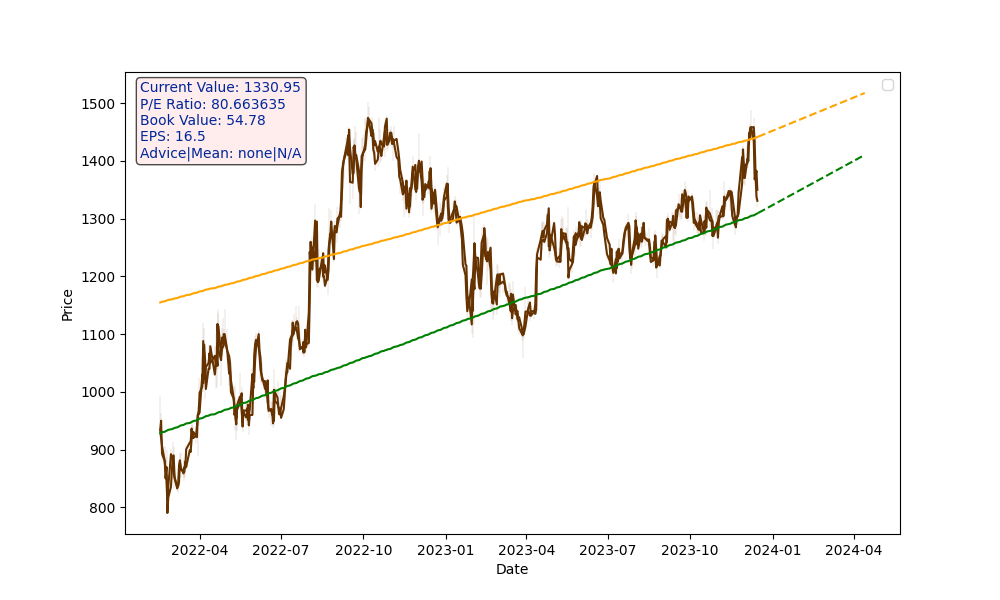 Current Value: 1330.95
P/E Ratio: 80.663635
Book Value: 54.78
EPS: 16.5
Advice|Mean: none|N/A
Price
1500
1400
1300
1200
1100
1000
900
800
2022-04 2022-07 2022-10 2023-01 2023-04 2023-07 2023-10 2024-01 2024-04
Date